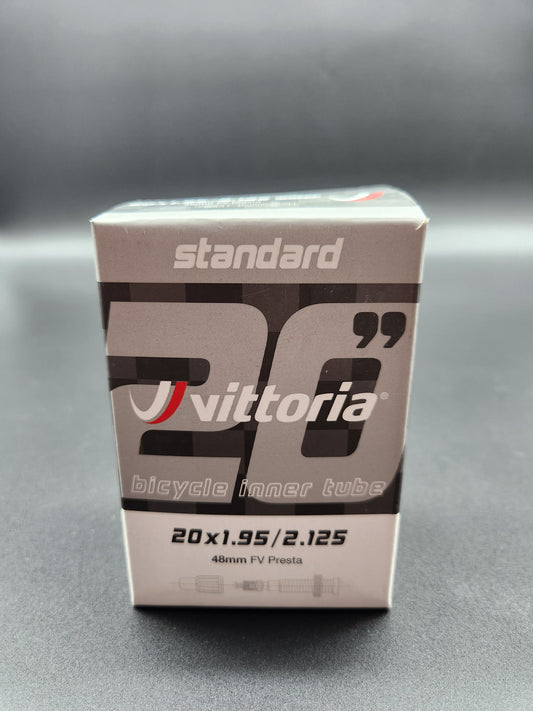 standard
20”
vittoria®
bicycle inner tube
20x1.95/2.125
48mm FV Presta